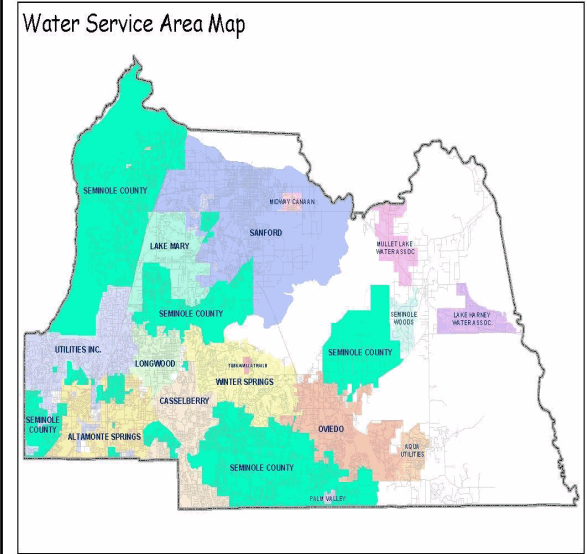 Water Service Area Map
SEMINOLE COUNTY
MIDWAY CANAAN
SANFORD
LAKE MARY
MULLET LAKE
WATER ASSOC
SEMINOLE COUNTY
SEMINOLE
WOODS
LAKE HARNEY
WATER ASSOC.
UTILITIES INC.
LONGWOOD
SEMINOLE COUNTY
WINTER SPRINGS
CASSELBERRY
SEMINOLE
COUNTY
ALTAMONTE SPRINGS
OVIEDO
AQUA
UTILITIES
SEMINOLE COUNTY
PALM VALLEY